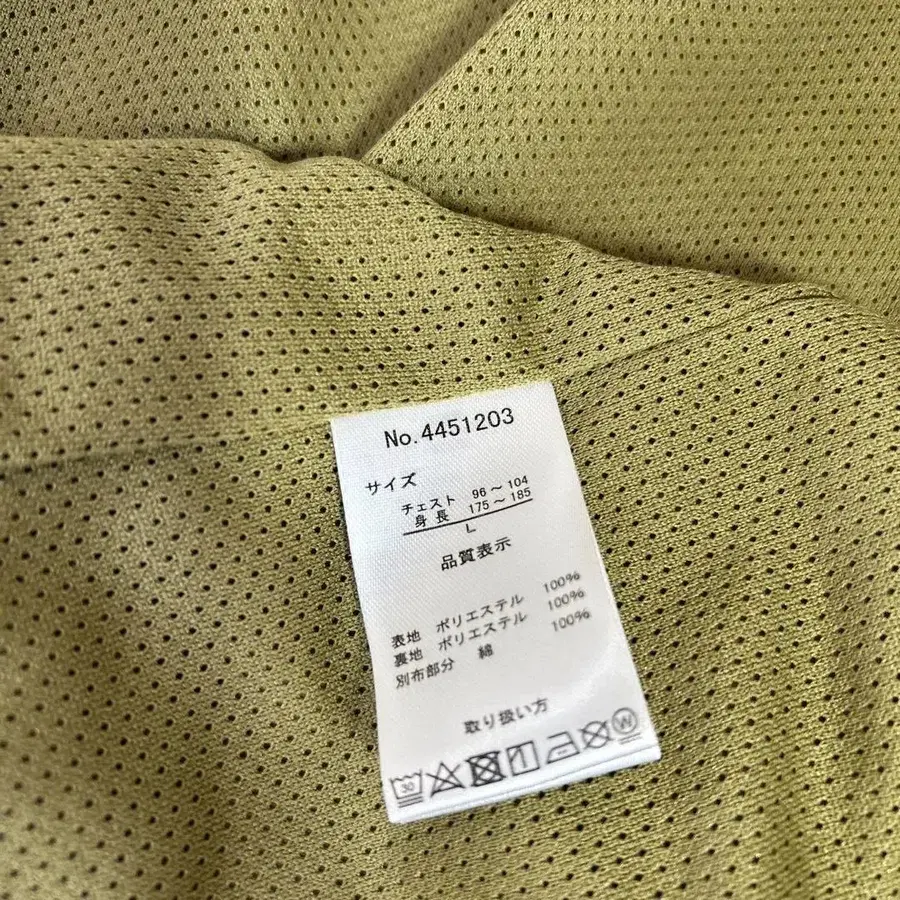 No.4451203
サイズ
チェスト 96～104
身長 175～185
L
品質表示
表地 ポリエステル 100%
裏地 ポリエステル 100%
別布部分 綿 100%
取り扱い方
30 W